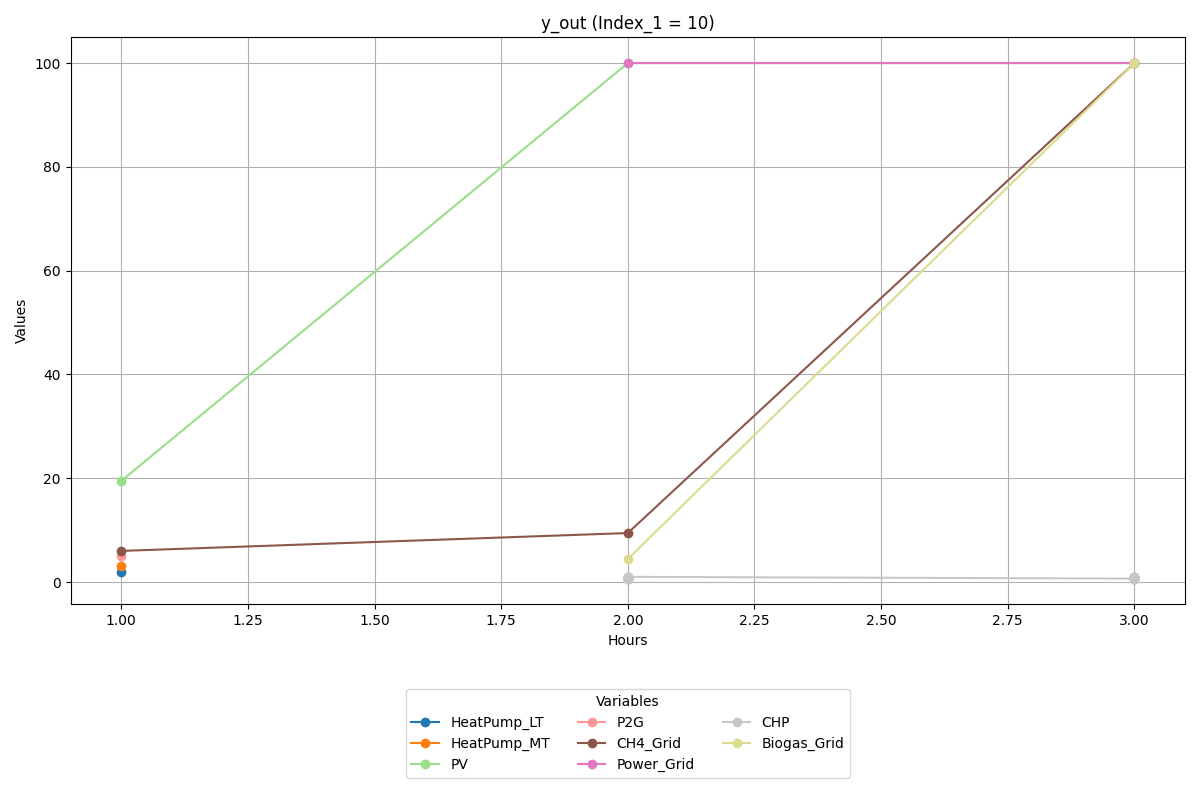 y_out (Index_1 = 10)
Values
100
80
60
40
20
0
1.00 1.25 1.50 1.75 2.00 2.25 2.50 2.75 3.00
Hours
Variables
HeatPump_LT P2G CHP
HeatPump_MT CH4_Grid Biogas_Grid
PV Power_Grid